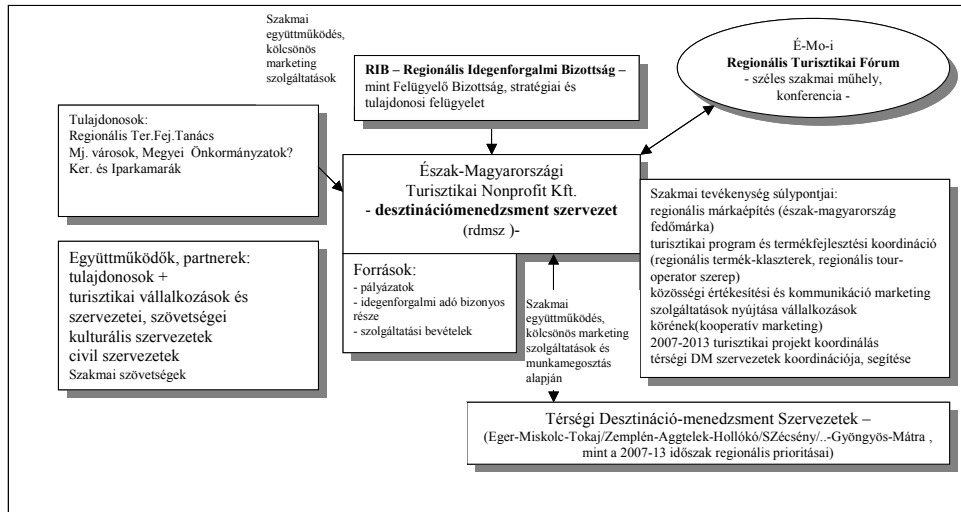 Szakmai
együttműködés,
kölcsönös
marketing
szolgáltatások
RIB – Regionális Idegenforgalmi Bizottság –
mint Felügyelő Bizottság, stratégiai és
tulajdonosi felügyelet
É-Mo-i
Regionális Turisztikai Fórum
- széles szakmai műhely,
konferencia -
Tulajdonosok:
Regionális Ter.Fej.Tanács
Mj. városok, Megyei Önkormányzatok?
Ker. és Iparkamarák
Észak-Magyarországi
Turisztikai Nonprofit Kft.
- desztinációmenedzsment szervezet
(rdmsz )-
Szakmai tevékenység súlypontjai:
regionális márkaépítés (észak-magyarország
fedőmárka)
turisztikai program és termékfejlesztési koordináció
(regionális termék-klaszterek, regionális tour-
operator szerep)
közösségi értékesítési és kommunikáció marketing
szolgáltatások nyújtása vállalkozások
körének(kooperatív marketing)
2007-2013 turisztikai projekt koordinálás
térségi DM szervezetek koordinációja, segítése
Együttműködők, partnerek:
tulajdonosok +
turisztikai vállalkozások és
szervezetei, szövetségei
kulturális szervezetek
civil szervezetek
Szakmai szövetségek
Források:
- pályázatok
- idegenforgalmi adó bizonyos
része
- szolgáltatási bevételek
Szakmai
együttműködés,
kölcsönös marketing
szolgáltatások és
munkamegosztás
alapján
Térségi Desztináció-menedzsment Szervezetek –
(Eger-Miskolc-Tokaj/Zemplén-Aggtelek-Hollókó/SZécsény/..-Gyöngyös-Mátra ,
mint a 2007-13 időszak regionális prioritásai)